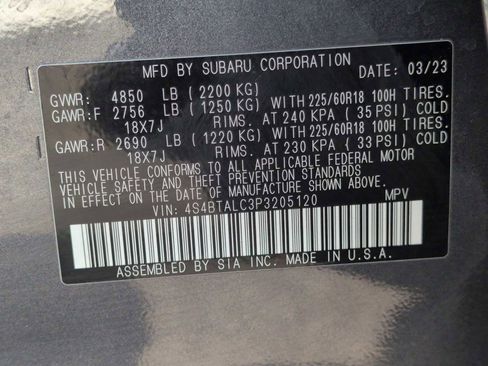 MFD BY SUBARU CORPORATION DATE: 03/23
GVWR: 4850 LB (2200 KG)
GAWR:F 2756 LB (1250 KG) WITH 225/60R18 100H TIRES.
18X7J RIMS. AT 240 KPA (35 PSI) COLD
GAWR:R 2690 LB (1220 KG) WITH 225/60R18 100H TIRES.
18X7J RIMS. AT 230 KPA (33 PSI) COLD
THIS VEHICLE CONFORMS TO ALL APPLICABLE FEDERAL MOTOR
VEHICLE SAFETY AND THEFT PREVENTION STANDARDS
IN EFFECT ON THE DATE OF MANUFACTURE SHOWN ABOVE.
VIN: 4S4BTALC3P3205120 MPV
ASSEMBLED BY SIA INC. MADE IN U.S.A.